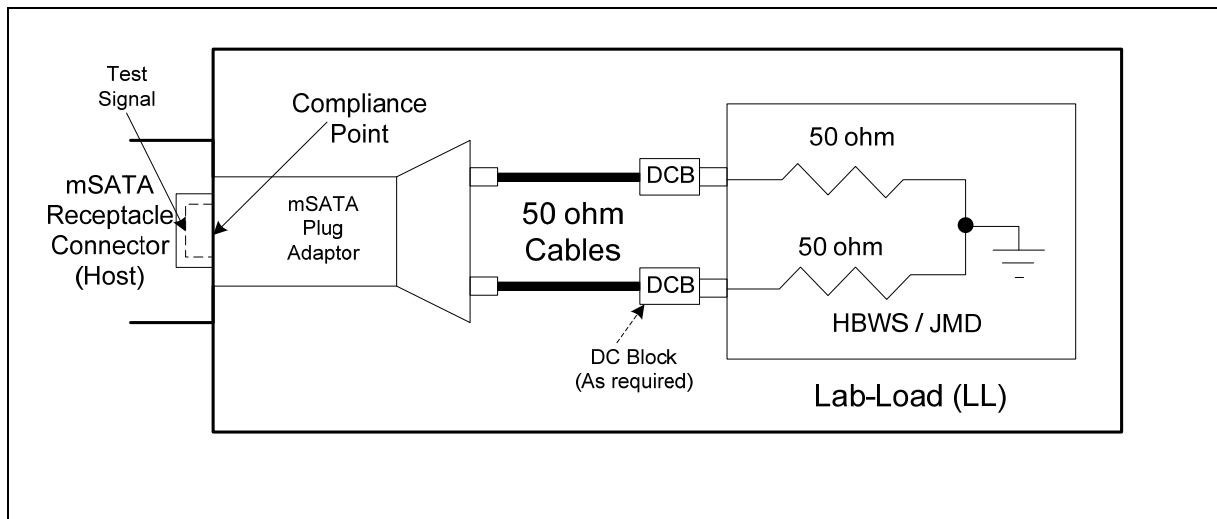 Test
Signal
Compliance
Point
mSATA
Receptacle
Connector
(Host)
mSATA
Plug
Adaptor
50 ohm
Cables
DCB
DCB
DC Block
(As required)
50 ohm
50 ohm
HBWS / JMD
Lab-Load (LL)